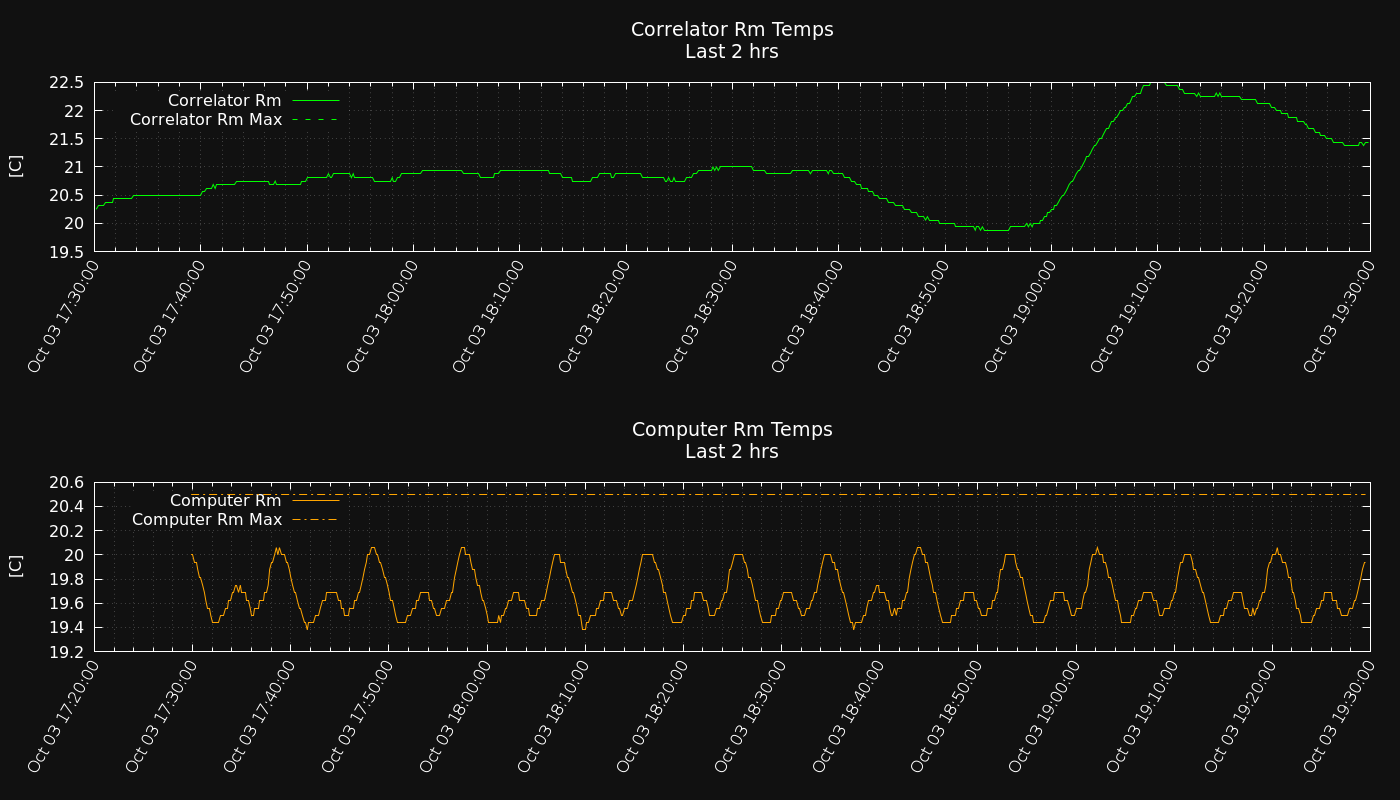 Correlator Rm Temps
Last 2 hrs
22.5
22
21.5
21
20.5
20
19.5
[C]
Correlator Rm
Correlator Rm Max
Oct 03 17:30:00
Oct 03 17:40:00
Oct 03 17:50:00
Oct 03 18:00:00
Oct 03 18:10:00
Oct 03 18:20:00
Oct 03 18:30:00
Oct 03 18:40:00
Oct 03 18:50:00
Oct 03 19:00:00
Oct 03 19:10:00
Oct 03 19:20:00
Oct 03 19:30:00
Computer Rm Temps
Last 2 hrs
20.6
20.4
20.2
20
19.8
19.6
19.4
19.2
[C]
Computer Rm
Computer Rm Max
Oct 03 17:20:00
Oct 03 17:30:00
Oct 03 17:40:00
Oct 03 17:50:00
Oct 03 18:00:00
Oct 03 18:10:00
Oct 03 18:20:00
Oct 03 18:30:00
Oct 03 18:40:00
Oct 03 18:50:00
Oct 03 19:00:00
Oct 03 19:10:00
Oct 03 19:20:00
Oct 03 19:30:00